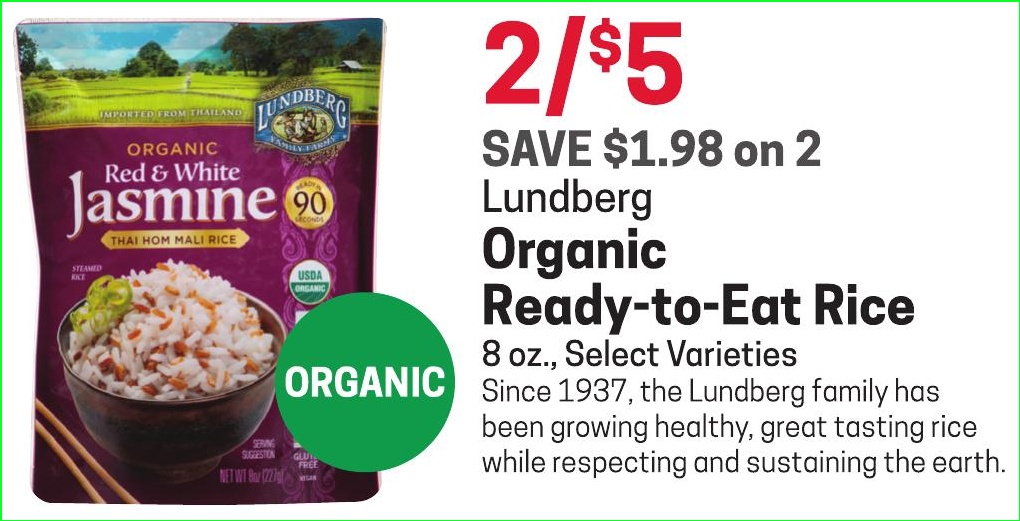 IMPORTED FROM THAILAND
LUNDBERG
FAMILY FARMS
ORGANIC
Red & White
Jasmine
THAI HOM MALI RICE
READY IN
90
SECONDS
STEAMED
RICE
USDA
ORGANIC
ORGANIC
SERVING
SUGGESTION
GLUTEN
FREE
VEGAN
NET WT 8oz (227g)
2/$5
SAVE $1.98 on 2
Lundberg
Organic
Ready-to-Eat Rice
8 oz., Select Varieties
Since 1937, the Lundberg family has
been growing healthy, great tasting rice
while respecting and sustaining the earth.